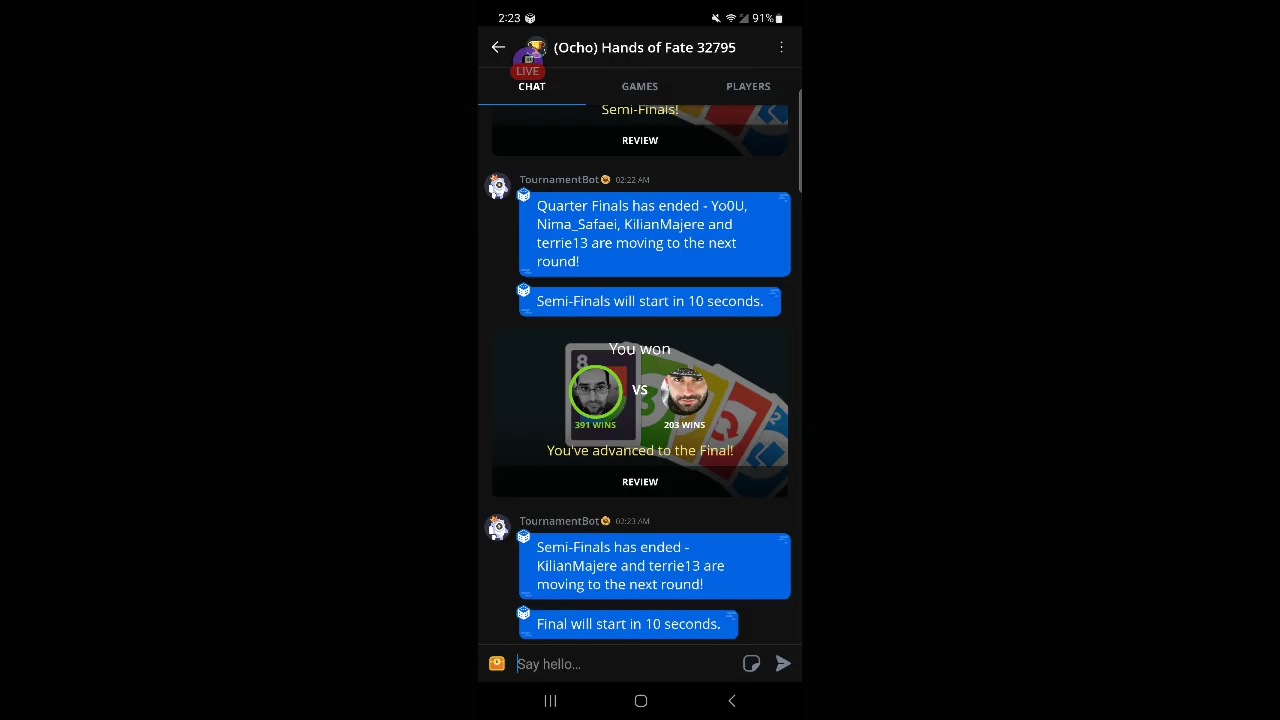 2:23
91%
(Ocho) Hands of Fate 32795
LIVE
CHAT
GAMES
PLAYERS
Semi-Finals!
REVIEW
TournamentBot 02:22 AM
Quarter Finals has ended - Yo0U,
Nima_Safaei, KilianMajere and
terrie13 are moving to the next
round!
Semi-Finals will start in 10 seconds.
You won
8
3
2
VS
391 WINS
203 WINS
You've advanced to the Final!
REVIEW
TournamentBot 02:23 AM
Semi-Finals has ended -
KilianMajere and terrie13 are
moving to the next round!
Final will start in 10 seconds.
Say hello...